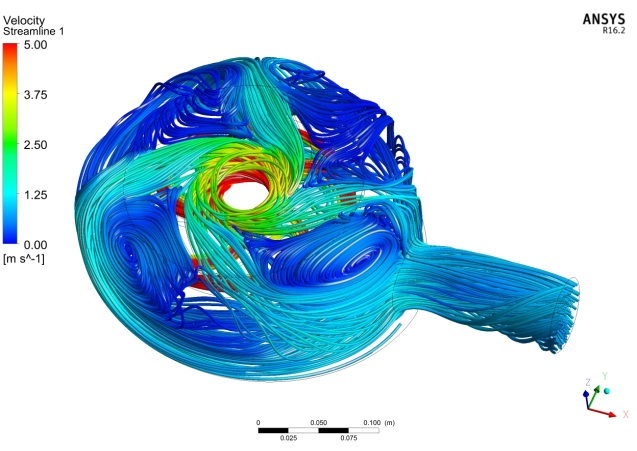 Velocity
Streamline 1
5.00
3.75
2.50
1.25
0.00
[m s^-1]
ANSYS
R16.2
Z
Y
X
0 0.050 0.100 (m)
0.025 0.075